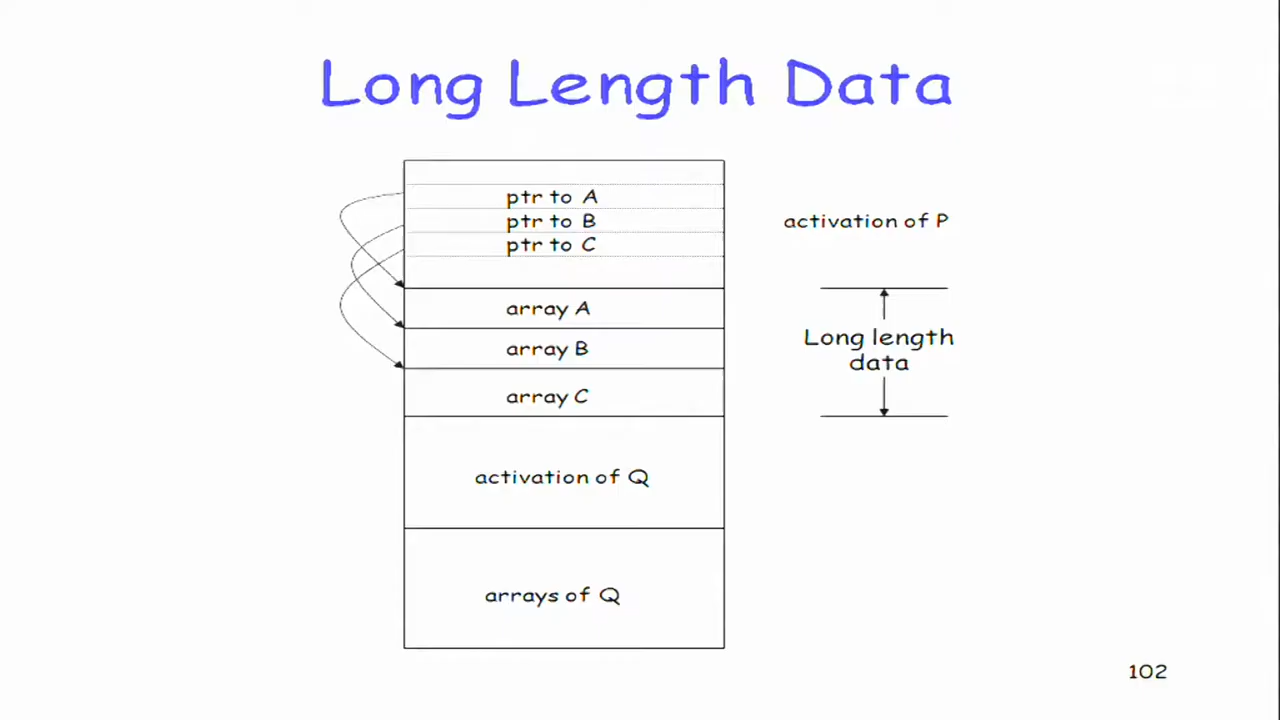 Long Length Data
ptr to A
ptr to B
ptr to C
activation of P
array A
array B
array C
Long length
data
activation of Q
arrays of Q
102